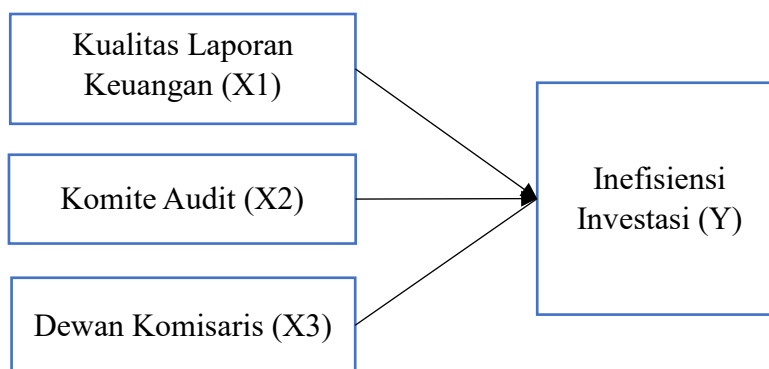 Kualitas Laporan
Keuangan (X1)
Komite Audit (X2)
Dewan Komisaris (X3)
Inefisiensi
Investasi (Y)